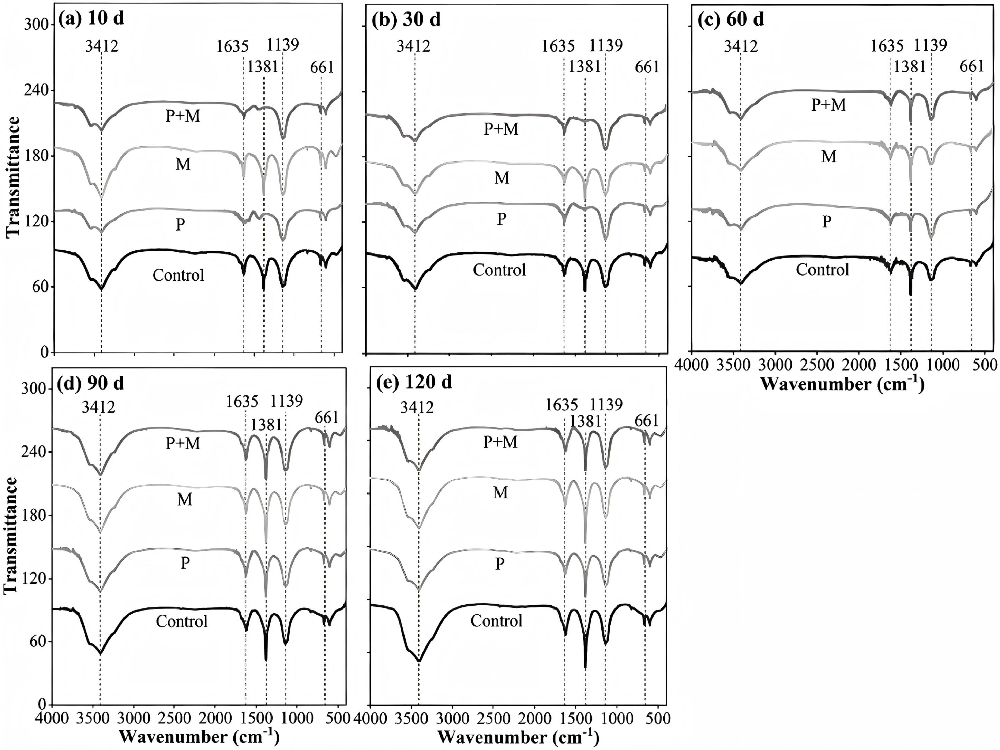 (a) 10 d
(b) 30 d
(c) 60 d
300
240
180
120
60
0
Transmittance
3412
1635
1139
1381
661
P+M
M
P
Control
3412
1635
1139
1381
661
P+M
M
P
Control
3412
1635
1139
1381
661
P+M
M
P
Control
4000 3500 3000 2500 2000 1500 1000 500
Wavenumber (cm⁻¹)
(d) 90 d
(e) 120 d
300
240
180
120
60
0
Transmittance
3412
1635
1139
1381
661
P+M
M
P
Control
4000 3500 3000 2500 2000 1500 1000 500
Wavenumber (cm⁻¹)
3412
1635
1139
1381
661
P+M
M
P
Control
4000 3500 3000 2500 2000 1500 1000 500
Wavenumber (cm⁻¹)